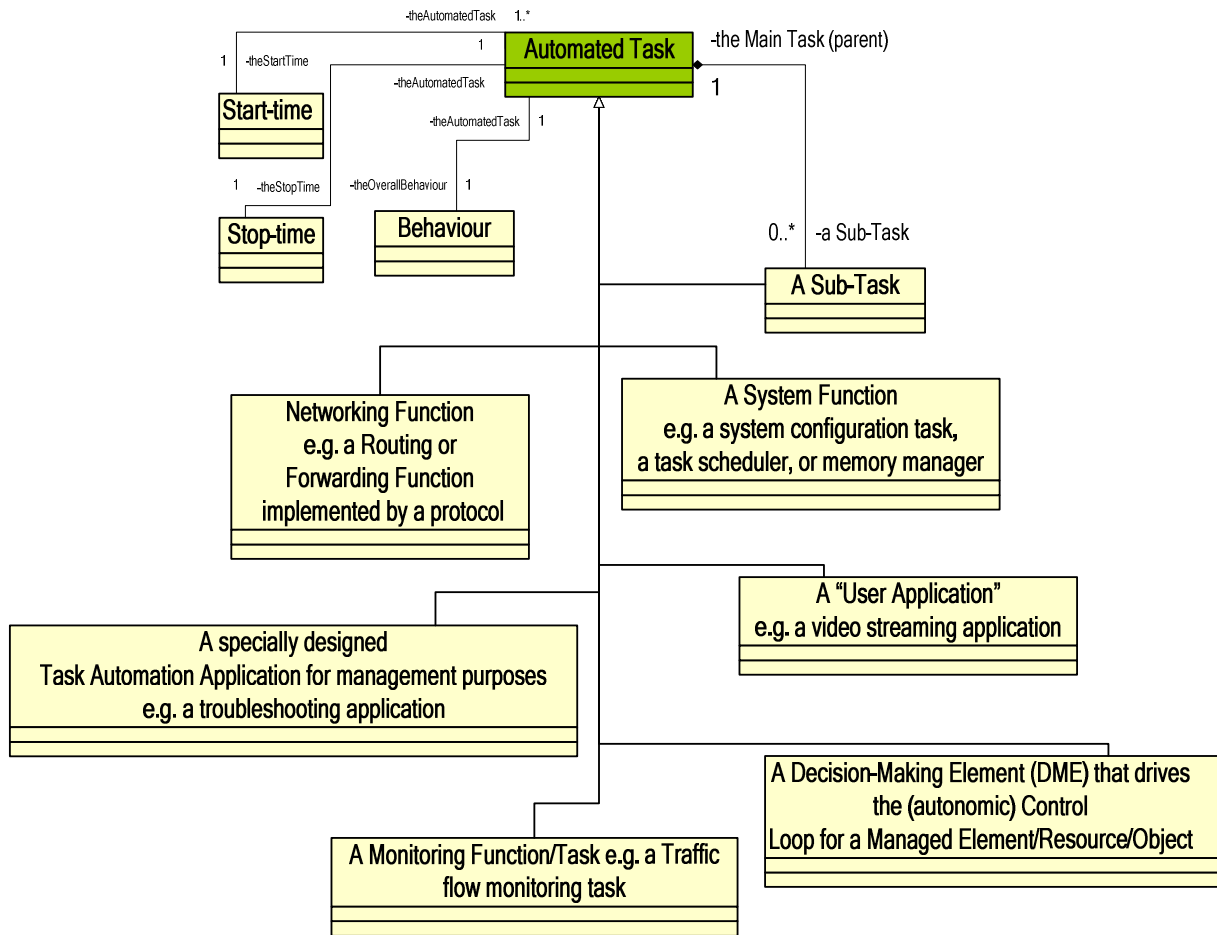 -theAutomatedTask
1..*
1
Automated Task
-the Main Task (parent)
1
-theStartTime
-theAutomatedTask
1
Start-time
-theAutomatedTask
1
1
-theStopTime
-theOverallBehaviour
1
Stop-time
Behaviour
0..*
-a Sub-Task
A Sub-Task
Networking Function
e.g. a Routing or
Forwarding Function
implemented by a protocol
A System Function
e.g. a system configuration task,
a task scheduler, or memory manager
A “User Application”
e.g. a video streaming application
A specially designed
Task Automation Application for management purposes
e.g. a troubleshooting application
A Decision-Making Element (DME) that drives
the (autonomic) Control
Loop for a Managed Element/Resource/Object
A Monitoring Function/Task e.g. a Traffic
flow monitoring task